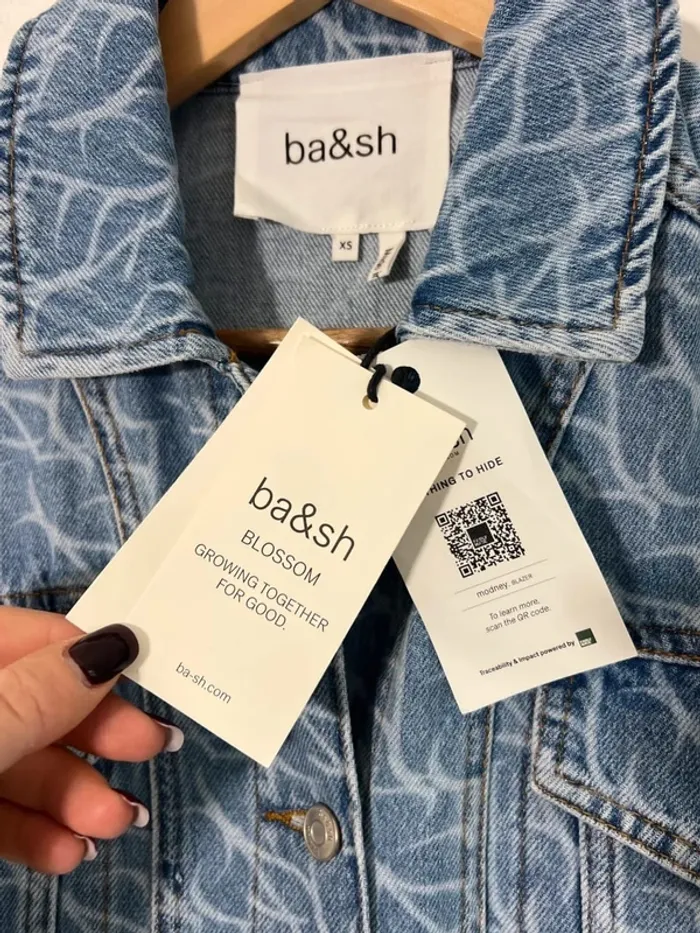 ba&sh
XS
ba&sh
BLOSSOM
GROWING TOGETHER
FOR GOOD.
ba-sh.com
TO HIDE
modney. BLAZER
To learn more,
scan the QR code.
Traceability & Impact powered by